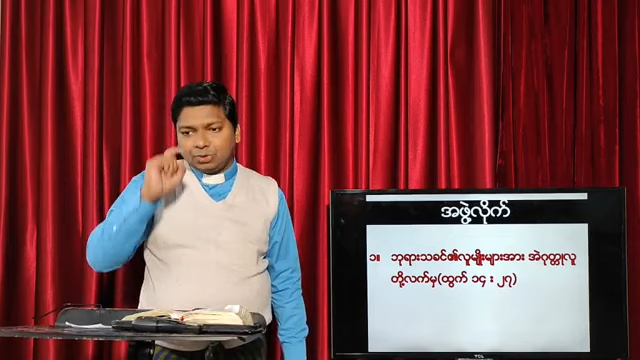 အဖွဲ့လိုက်
၁။ ဘုရားသခင်၏လူမျိုးများအား အဲဂုတ္တုလူ
တို့လက်မှ(ထွက် ၁၄ : ၂၇)
TCL